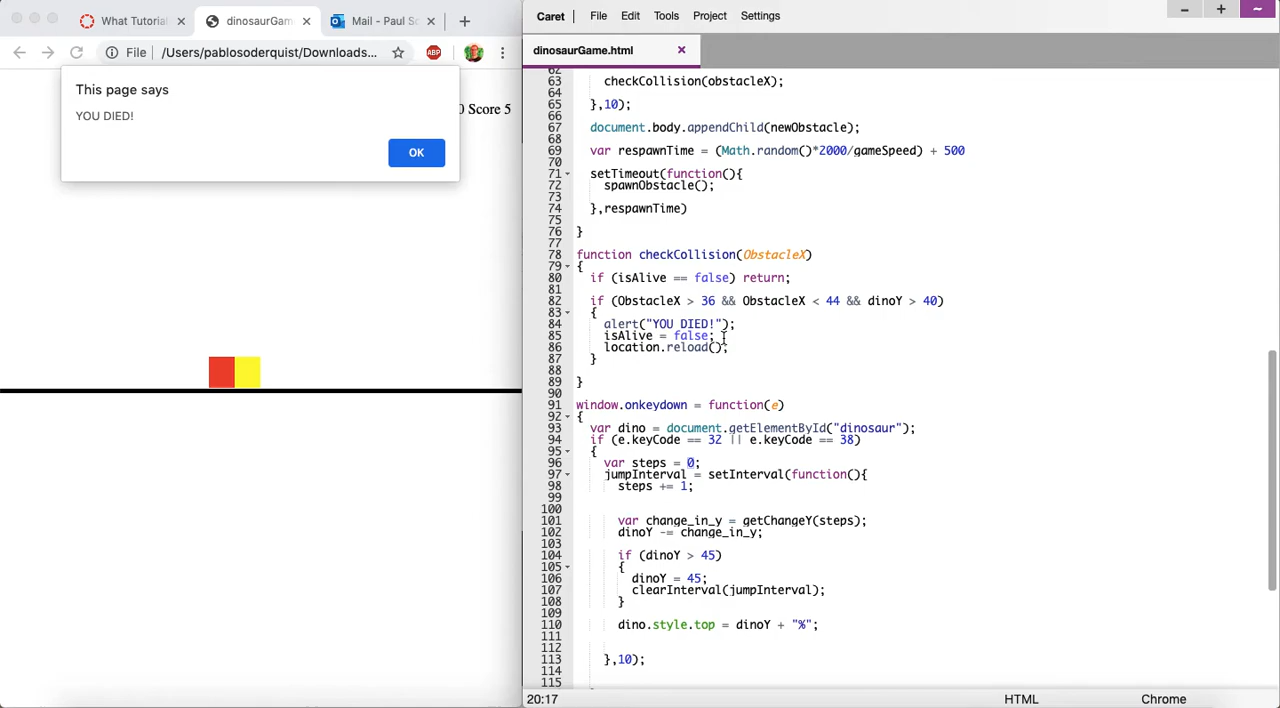 What Tutorial
dinosaurGam
Mail - Paul So
File
/Users/pablosoderquist/Downloads...
ABP
This page says
YOU DIED!
OK
0 Score 5
Caret
File
Edit
Tools
Project
Settings
dinosaurGame.html
62
63 checkCollision(obstacleX);
64
65 },10);
66
67 document.body.appendChild(newObstacle);
68
69 var respawnTime = (Math.random()*2000/gameSpeed) + 500
70
71 setTimeout(function(){
72 spawnObstacle();
73
74 },respawnTime)
75
76 }
77
78 function checkCollision(ObstacleX)
79 {
80 if (isAlive == false) return;
81
82 if (ObstacleX > 36 && ObstacleX < 44 && dinoY > 40)
83 {
84 alert("YOU DIED!");
85 isAlive = false;
86 location.reload();
87 }
88
89 }
90
91 window.onkeydown = function(e)
92 {
93 var dino = document.getElementById("dinosaur");
94 if (e.keyCode == 32 || e.keyCode == 38)
95 {
96 var steps = 0;
97 jumpInterval = setInterval(function(){
98 steps += 1;
99
100
101 var change_in_y = getChangeY(steps);
102 dinoY -= change_in_y;
103
104 if (dinoY > 45)
105 {
106 dinoY = 45;
107 clearInterval(jumpInterval);
108 }
109
110 dino.style.top = dinoY + "%";
111
112
113 },10);
114
115
20:17
HTML
Chrome